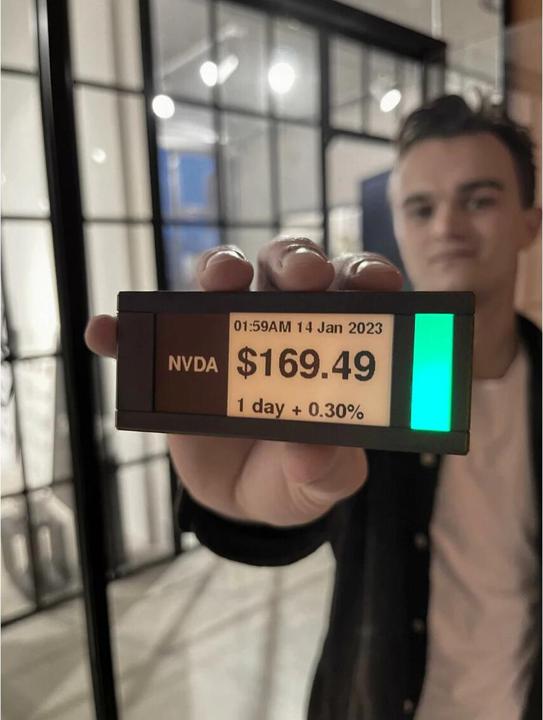 01:59AM 14 Jan 2023
NVDA
$169.49
1 day + 0.30%